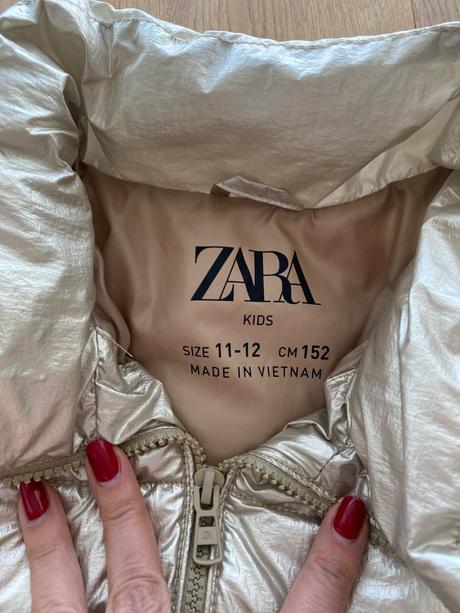 ZARA
KIDS
SIZE 11-12 CM 152
MADE IN VIETNAM